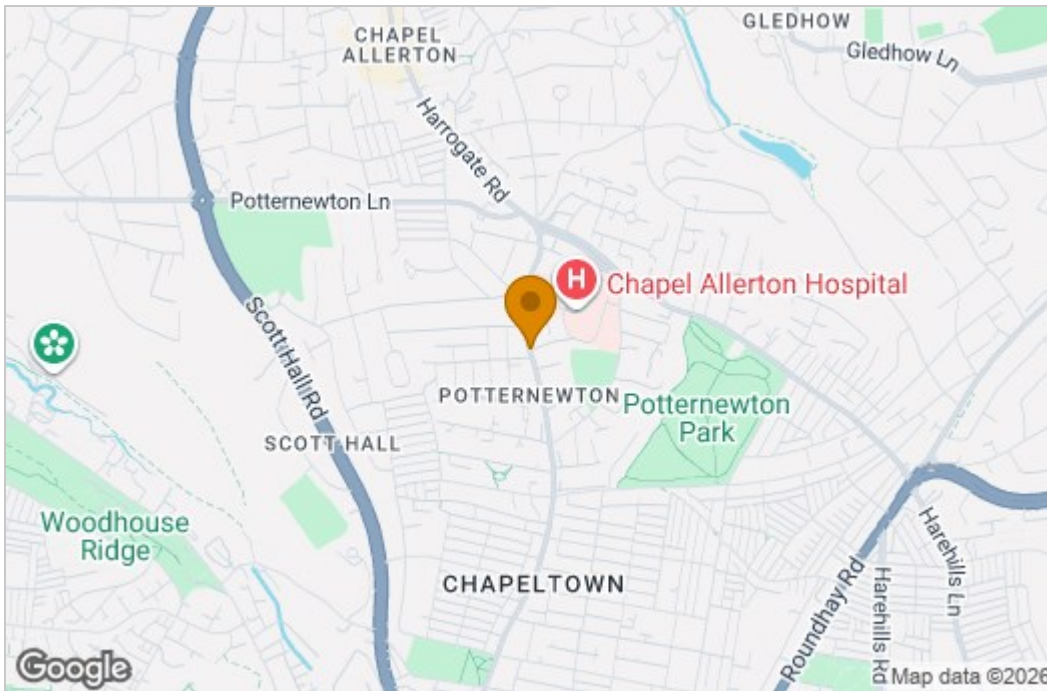 GLEDHOW
CHAPEL
ALLERTON
Gledhow Ln
Harrogate Rd
Potternewton Ln
H
Chapel Allerton Hospital
Scott Hall Rd
POTTERNEWTON
Potternewton
Park
SCOTT HALL
Woodhouse
Ridge
CHAPELTOWN
Roundhay Rd
Harehills Ln
Harehills Rd
Google
Map data ©2026